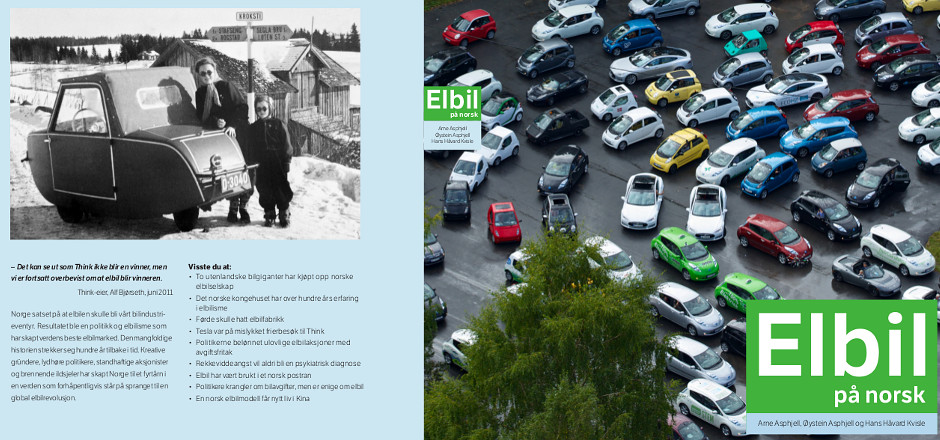 KROKSTI
D-3040
– Det kan se ut som Think ikke blir en vinner, men
vi er fortsatt overbevist om at elbil blir vinneren.
Think-eier, Alf Bjørseth, juni 2011
Norge satset på at elbilen skulle bli vårt bilindustri-
eventyr. Resultatet ble en politikk og elbilisme som
har skapt verdens beste elbilmarked. Den mangfoldige
historien strekker seg hundre år tilbake i tid. Kreative
gründere, lydhøre politikere, standhaftige aksjonister
og brennende ildsjeler har skapt Norge til et fyrtårn i
en verden som forhåpentligvis står på spranget til en
global elbilrevolusjon.
Visste du at:
• To utenlandske bilgiganter har kjøpt opp norske
elbilselskap
• Det norske kongehuset har over hundre års erfaring
i elbilisme
• Førde skulle hatt elbilfabrikk
• Tesla var på mislykket frierbesøk til Think
• Politikerne belønnet ulovlige elbilaksjoner med
avgiftsfritak
• Rekkeviddeangst vil aldri bli en psykiatrisk diagnose
• Elbil har vært brukt i et norsk postran
• Politikere krangler om bilavgifter, men er enige om elbil
• En norsk elbilmodell får nytt liv i Kina
Elbil
på norsk
Arne Asphjell
Øystein Asphjell
Hans Håvard Kvisle
Elbil
på norsk
Arne Asphjell, Øystein Asphjell og Hans Håvard Kvisle